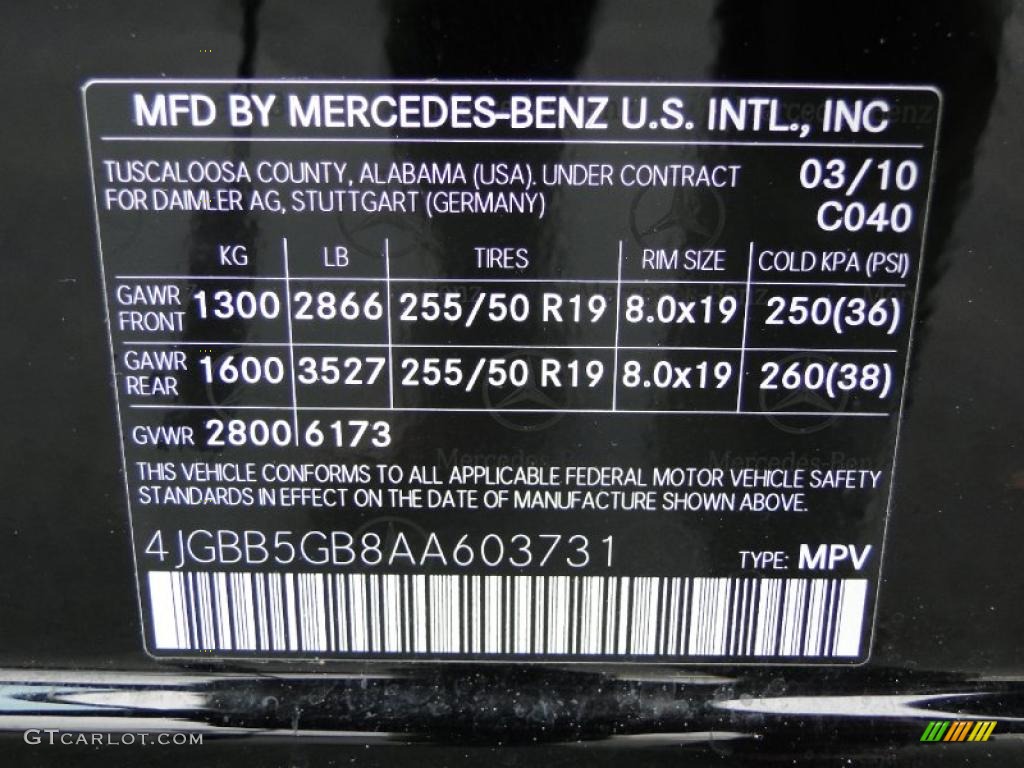 MFD BY MERCEDES-BENZ U.S. INTL., INC
TUSCALOOSA COUNTY, ALABAMA (USA). UNDER CONTRACT 03/10
FOR DAIMLER AG, STUTTGART (GERMANY) C040
KG LB TIRES RIM SIZE COLD KPA (PSI)
GAWR FRONT 1300 2866 255/50 R19 8.0x19 250(36)
GAWR REAR 1600 3527 255/50 R19 8.0x19 260(38)
GVWR 2800 6173
THIS VEHICLE CONFORMS TO ALL APPLICABLE FEDERAL MOTOR VEHICLE SAFETY
STANDARDS IN EFFECT ON THE DATE OF MANUFACTURE SHOWN ABOVE.
4JGBB5GB8AA603731 TYPE: MPV
GTCARLOT.COM